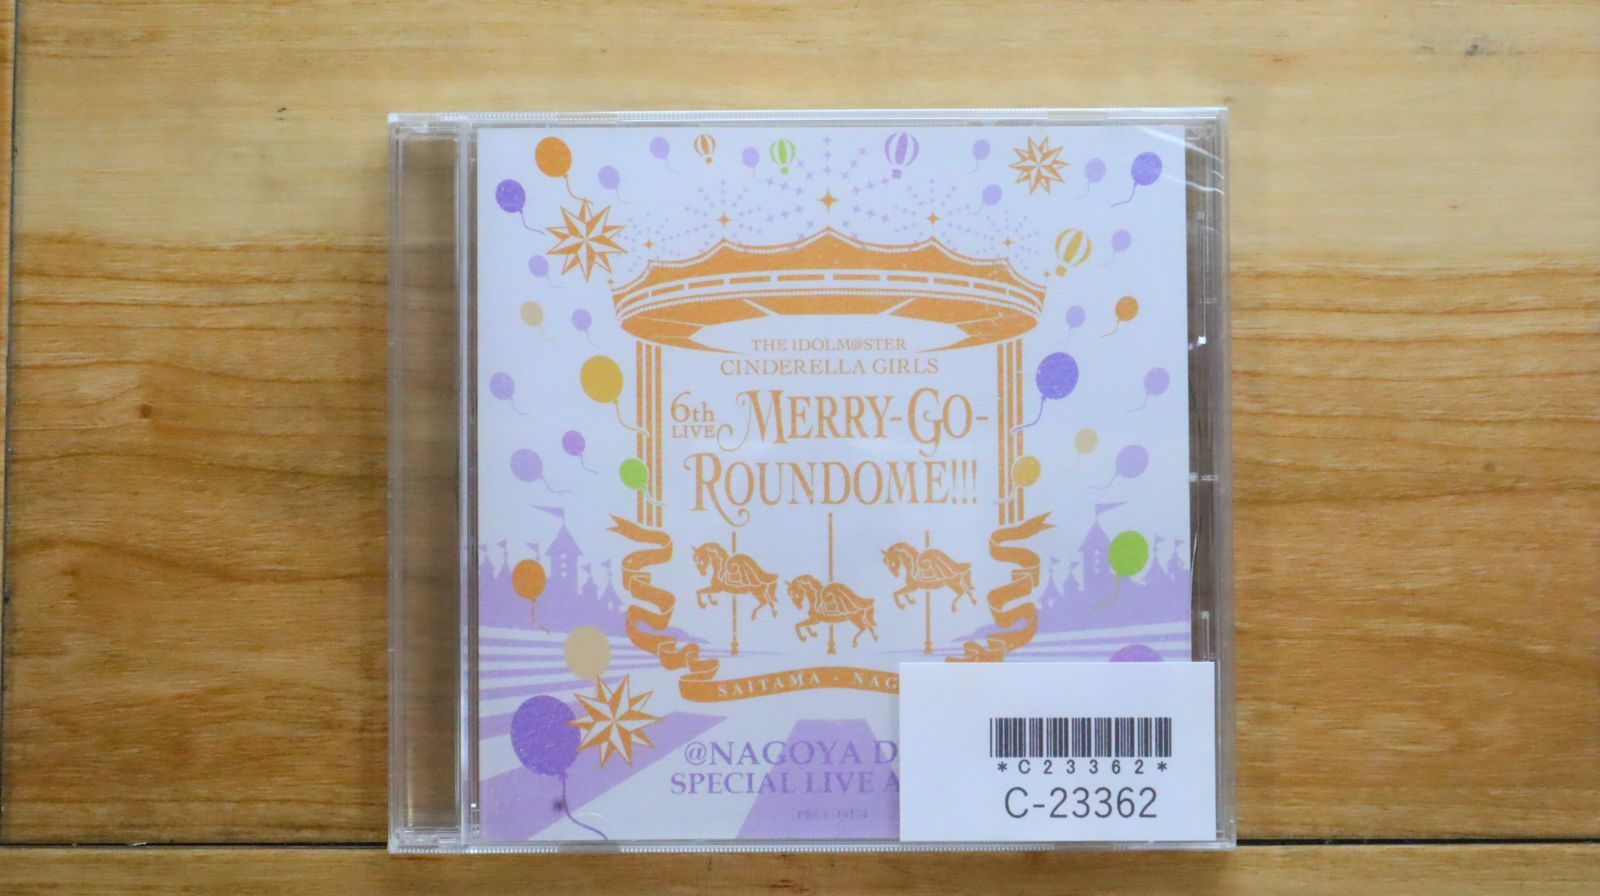 THE IDOLM@STER
CINDERELLA GIRLS
6th
LIVE
MERRY-GO-
ROUNDOME!!!
SAITAMA - NAG
@NAGOYA D
SPECIAL LIVE A
*C23362*
C-23362